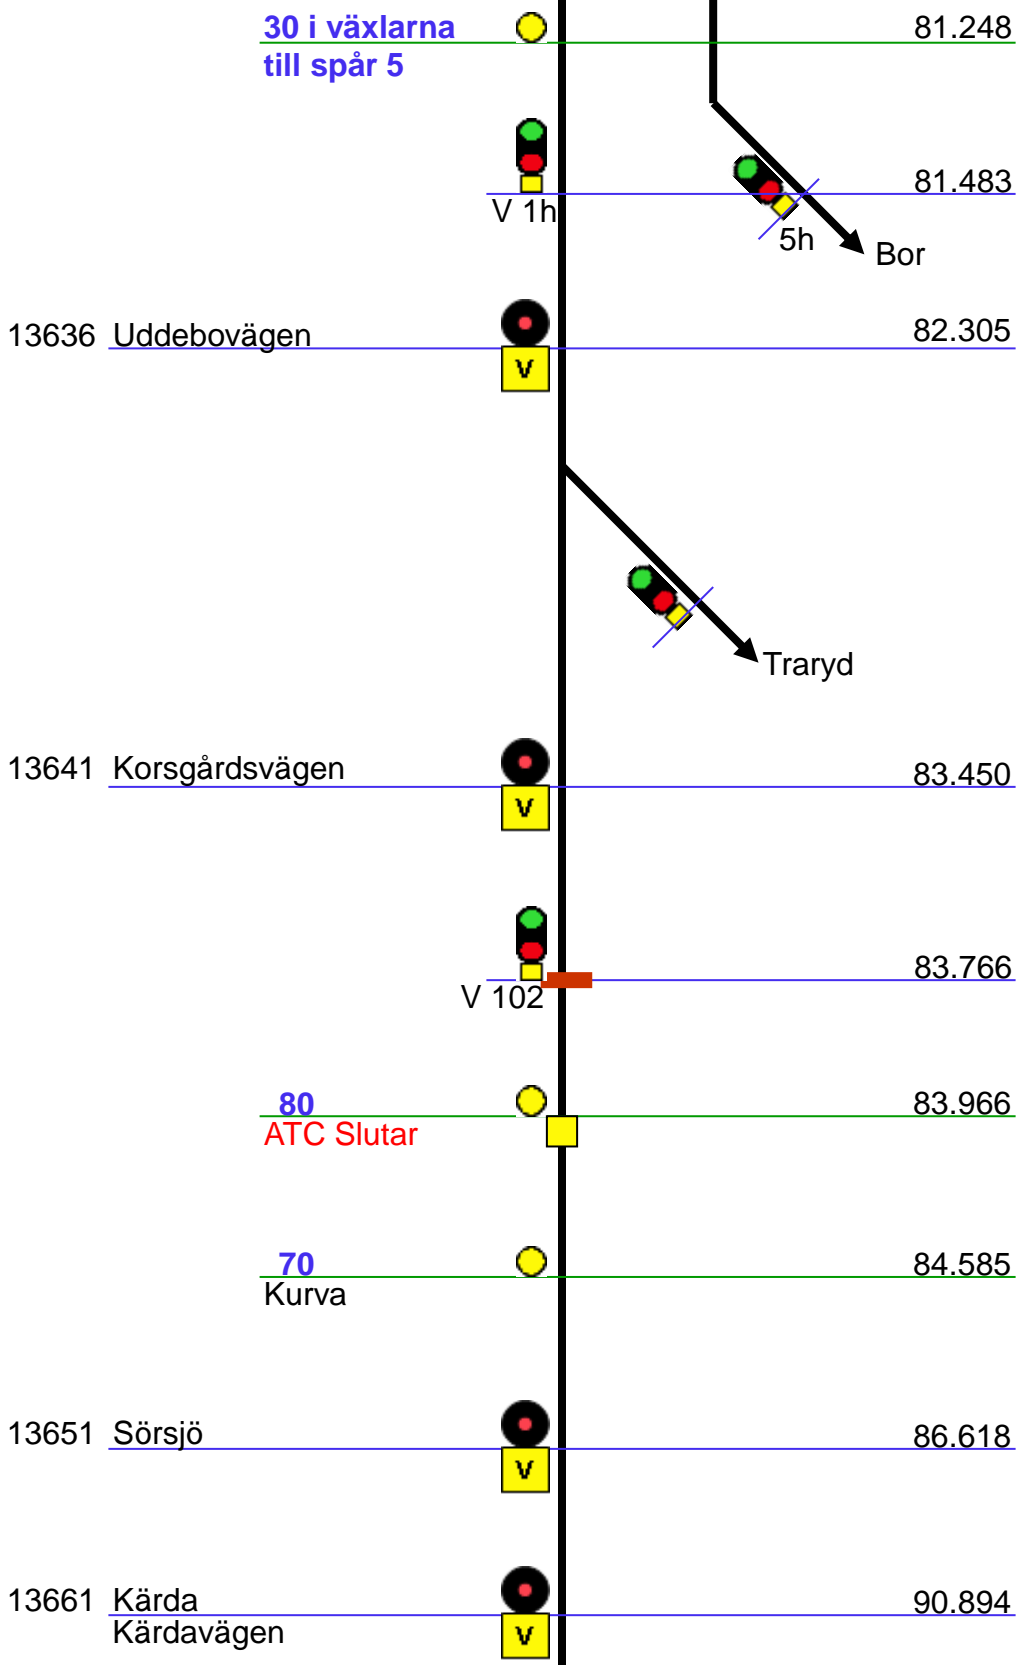 30 i växlarna 81.248
till spår 5
V 1h 81.483
5h
Bor
13636 Uddebovägen 82.305
V
Traryd
13641 Korsgårdsvägen 83.450
V
83.766
V 102
80 83.966
ATC Slutar
70 84.585
Kurva
13651 Sörsjö 86.618
V
13661 Kärda 90.894
Kärdavägen V